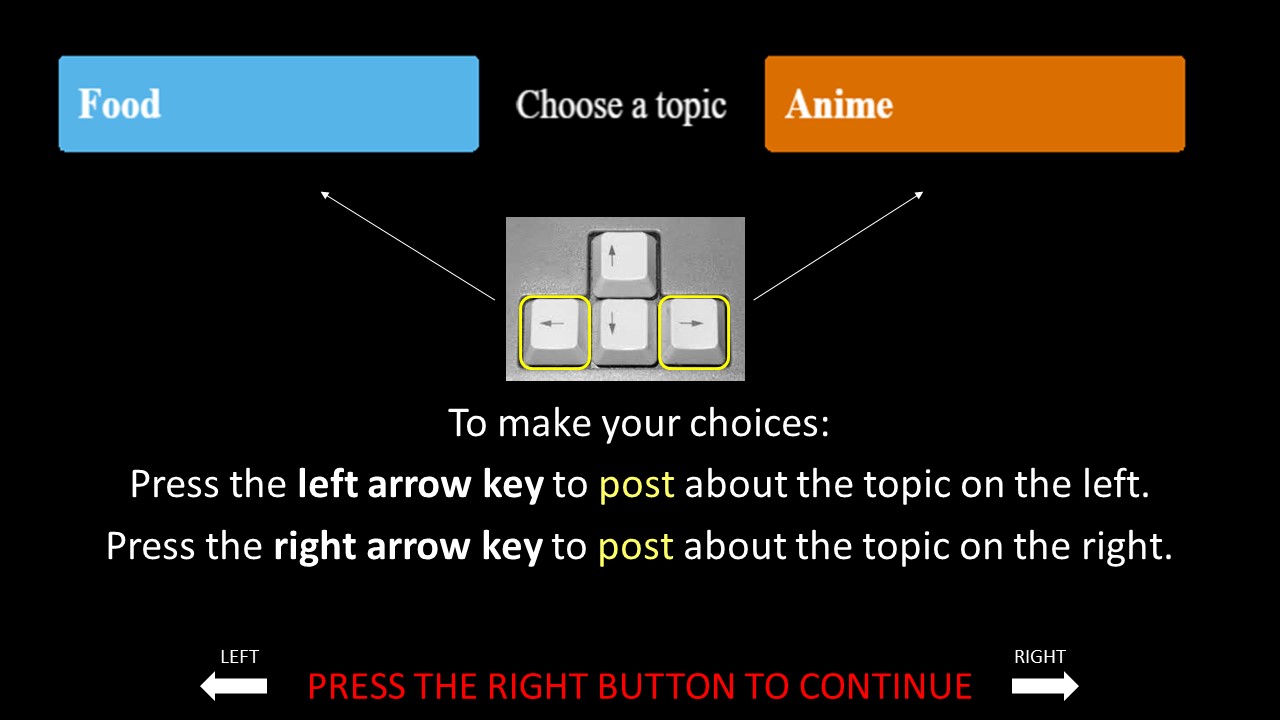 Food Choose a topic Anime
To make your choices:
Press the left arrow key to post about the topic on the left.
Press the right arrow key to post about the topic on the right.
LEFT RIGHT
PRESS THE RIGHT BUTTON TO CONTINUE